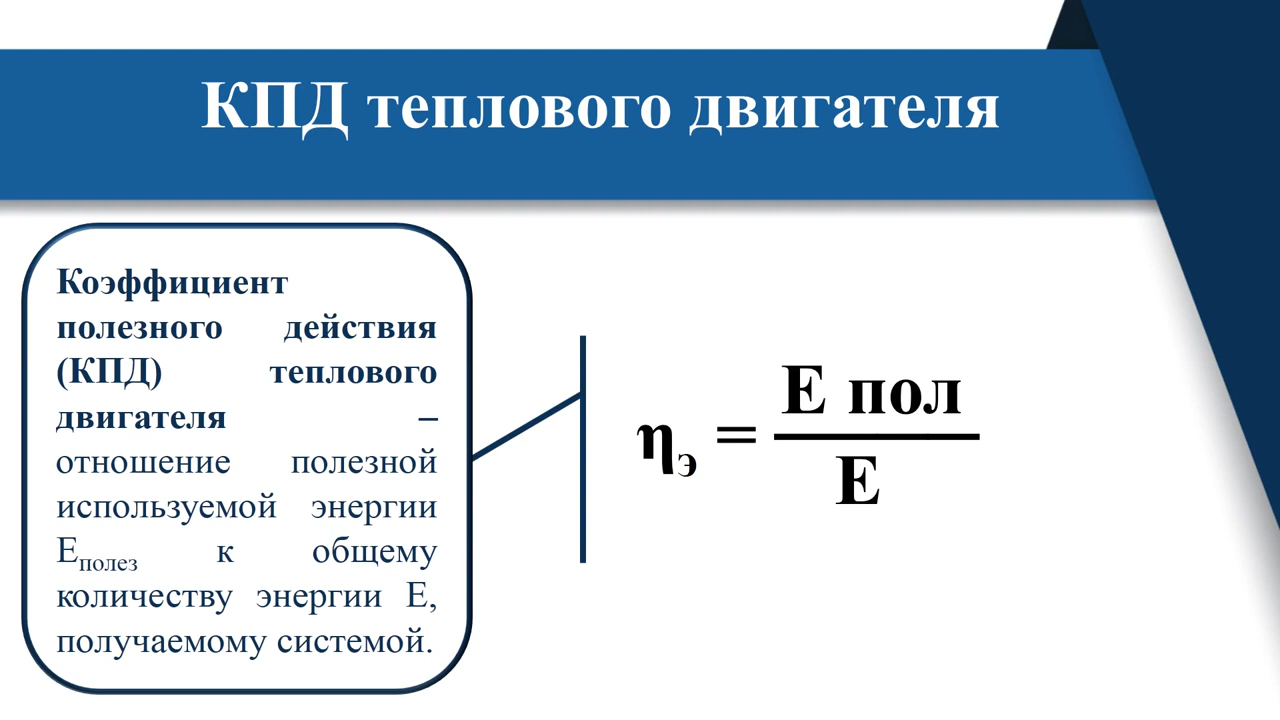 КПД теплового двигателя
Коэффициент
полезного действия
(КПД) теплового
двигателя –
отношение полезной
используемой энергии
Eполез к общему
количеству энергии E,
получаемому системой.
ηэ = E пол
E